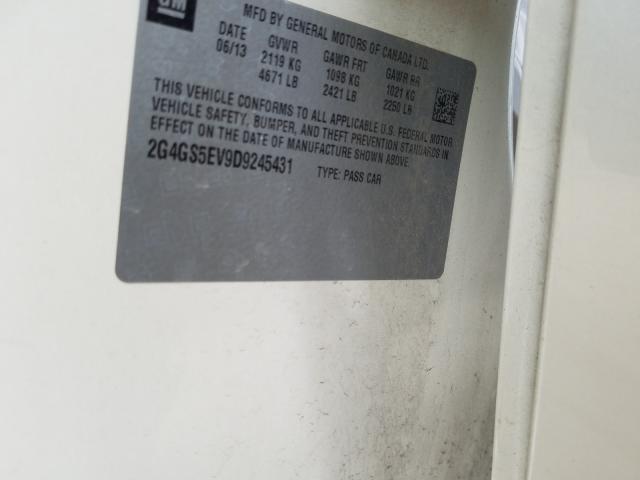 GM
MFD BY GENERAL MOTORS OF CANADA LTD.
DATE GVWR GAWR FRT GAWR RR
06/13 2119 KG 1098 KG 1021 KG
4671 LB 2421 LB 2250 LB
THIS VEHICLE CONFORMS TO ALL APPLICABLE U.S. FEDERAL MOTOR
VEHICLE SAFETY, BUMPER, AND THEFT PREVENTION STANDARDS IN
EFFECT ON THE DATE OF MANUFACTURE SHOWN ABOVE.
2G4GS5EV9D9245431 TYPE: PASS CAR